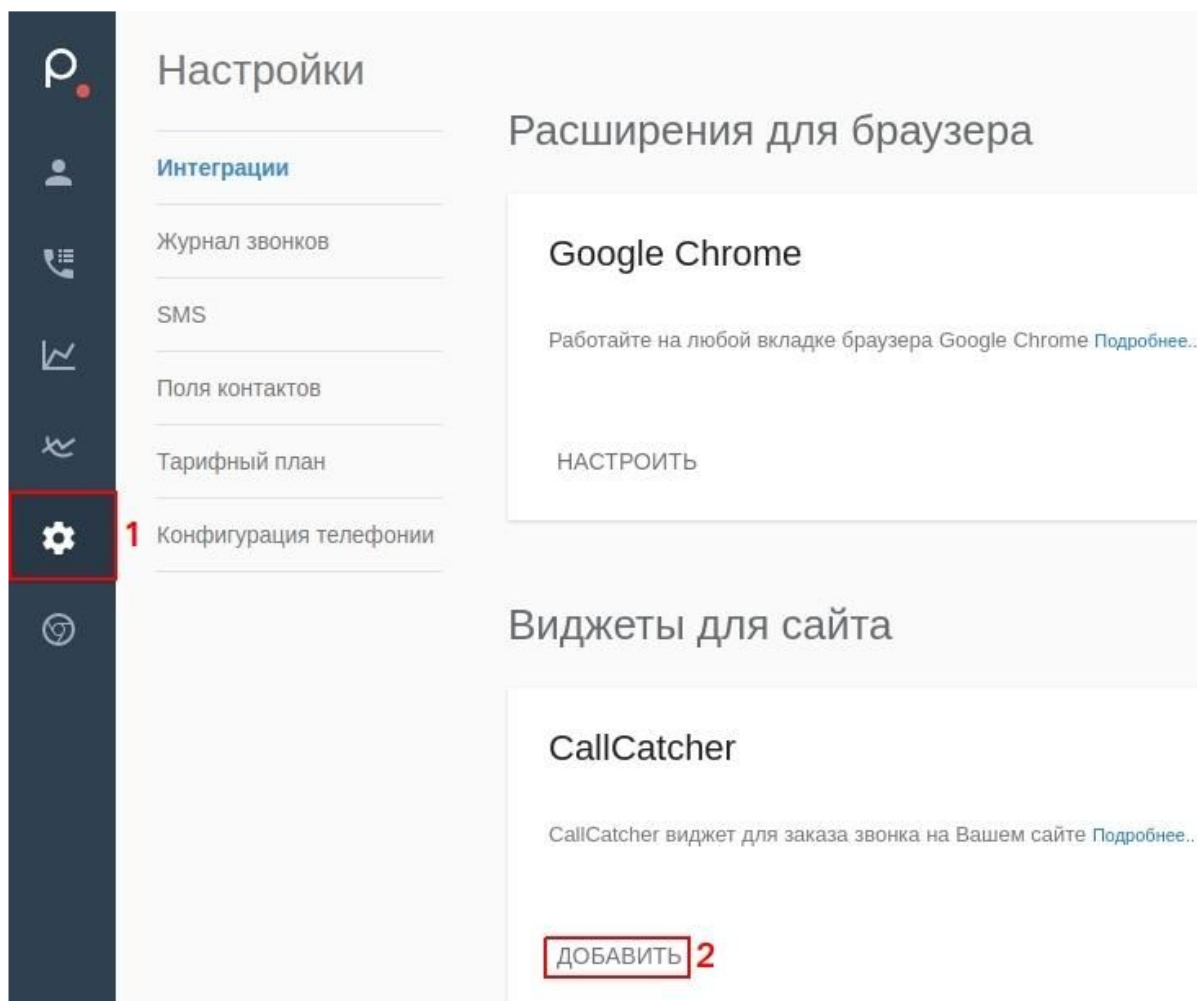 Настройки
Интеграции
Журнал звонков
SMS
Поля контактов
Тарифный план
1
Конфигурация телефонии
Расширения для браузера
Google Chrome
Работайте на любой вкладке браузера Google Chrome Подробнее..
НАСТРОИТЬ
Виджеты для сайта
CallCatcher
CallCatcher виджет для заказа звонка на Вашем сайте Подробнее..
ДОБАВИТЬ 2